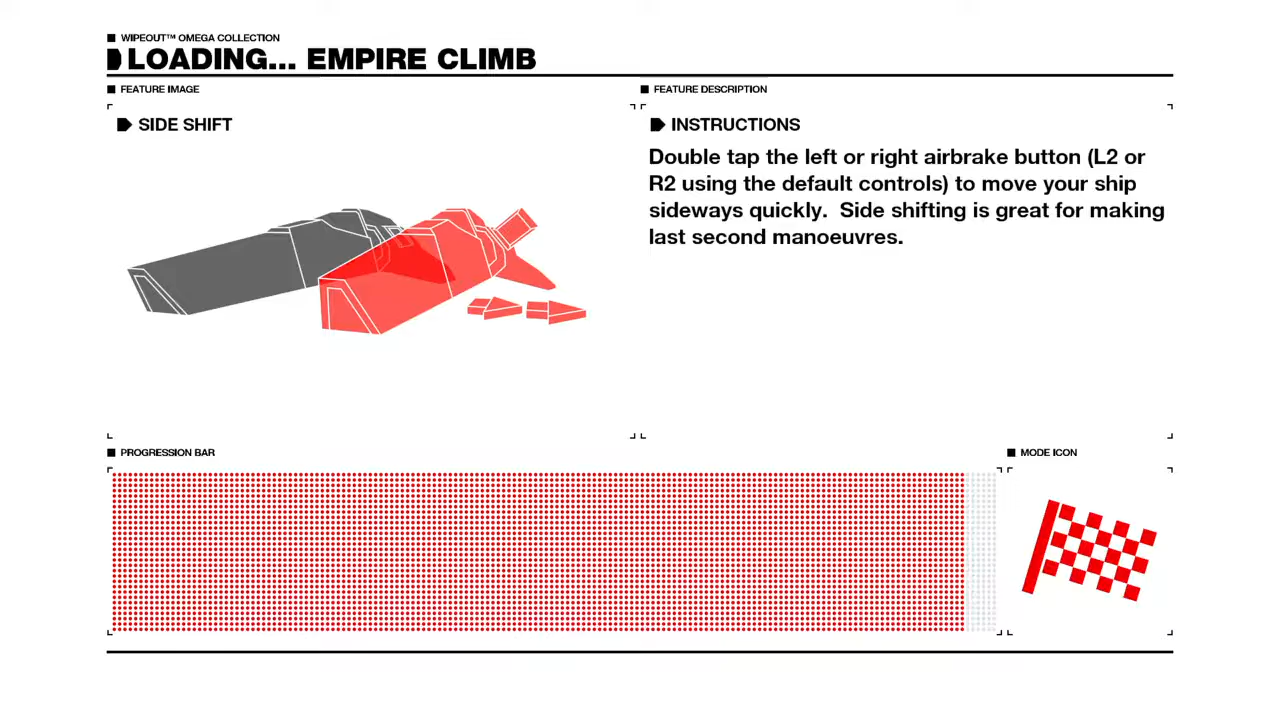 WIPEOUT™ OMEGA COLLECTION
LOADING... EMPIRE CLIMB
FEATURE IMAGE
SIDE SHIFT
FEATURE DESCRIPTION
INSTRUCTIONS
Double tap the left or right airbrake button (L2 or
R2 using the default controls) to move your ship
sideways quickly.  Side shifting is great for making
last second manoeuvres.
PROGRESSION BAR
MODE ICON